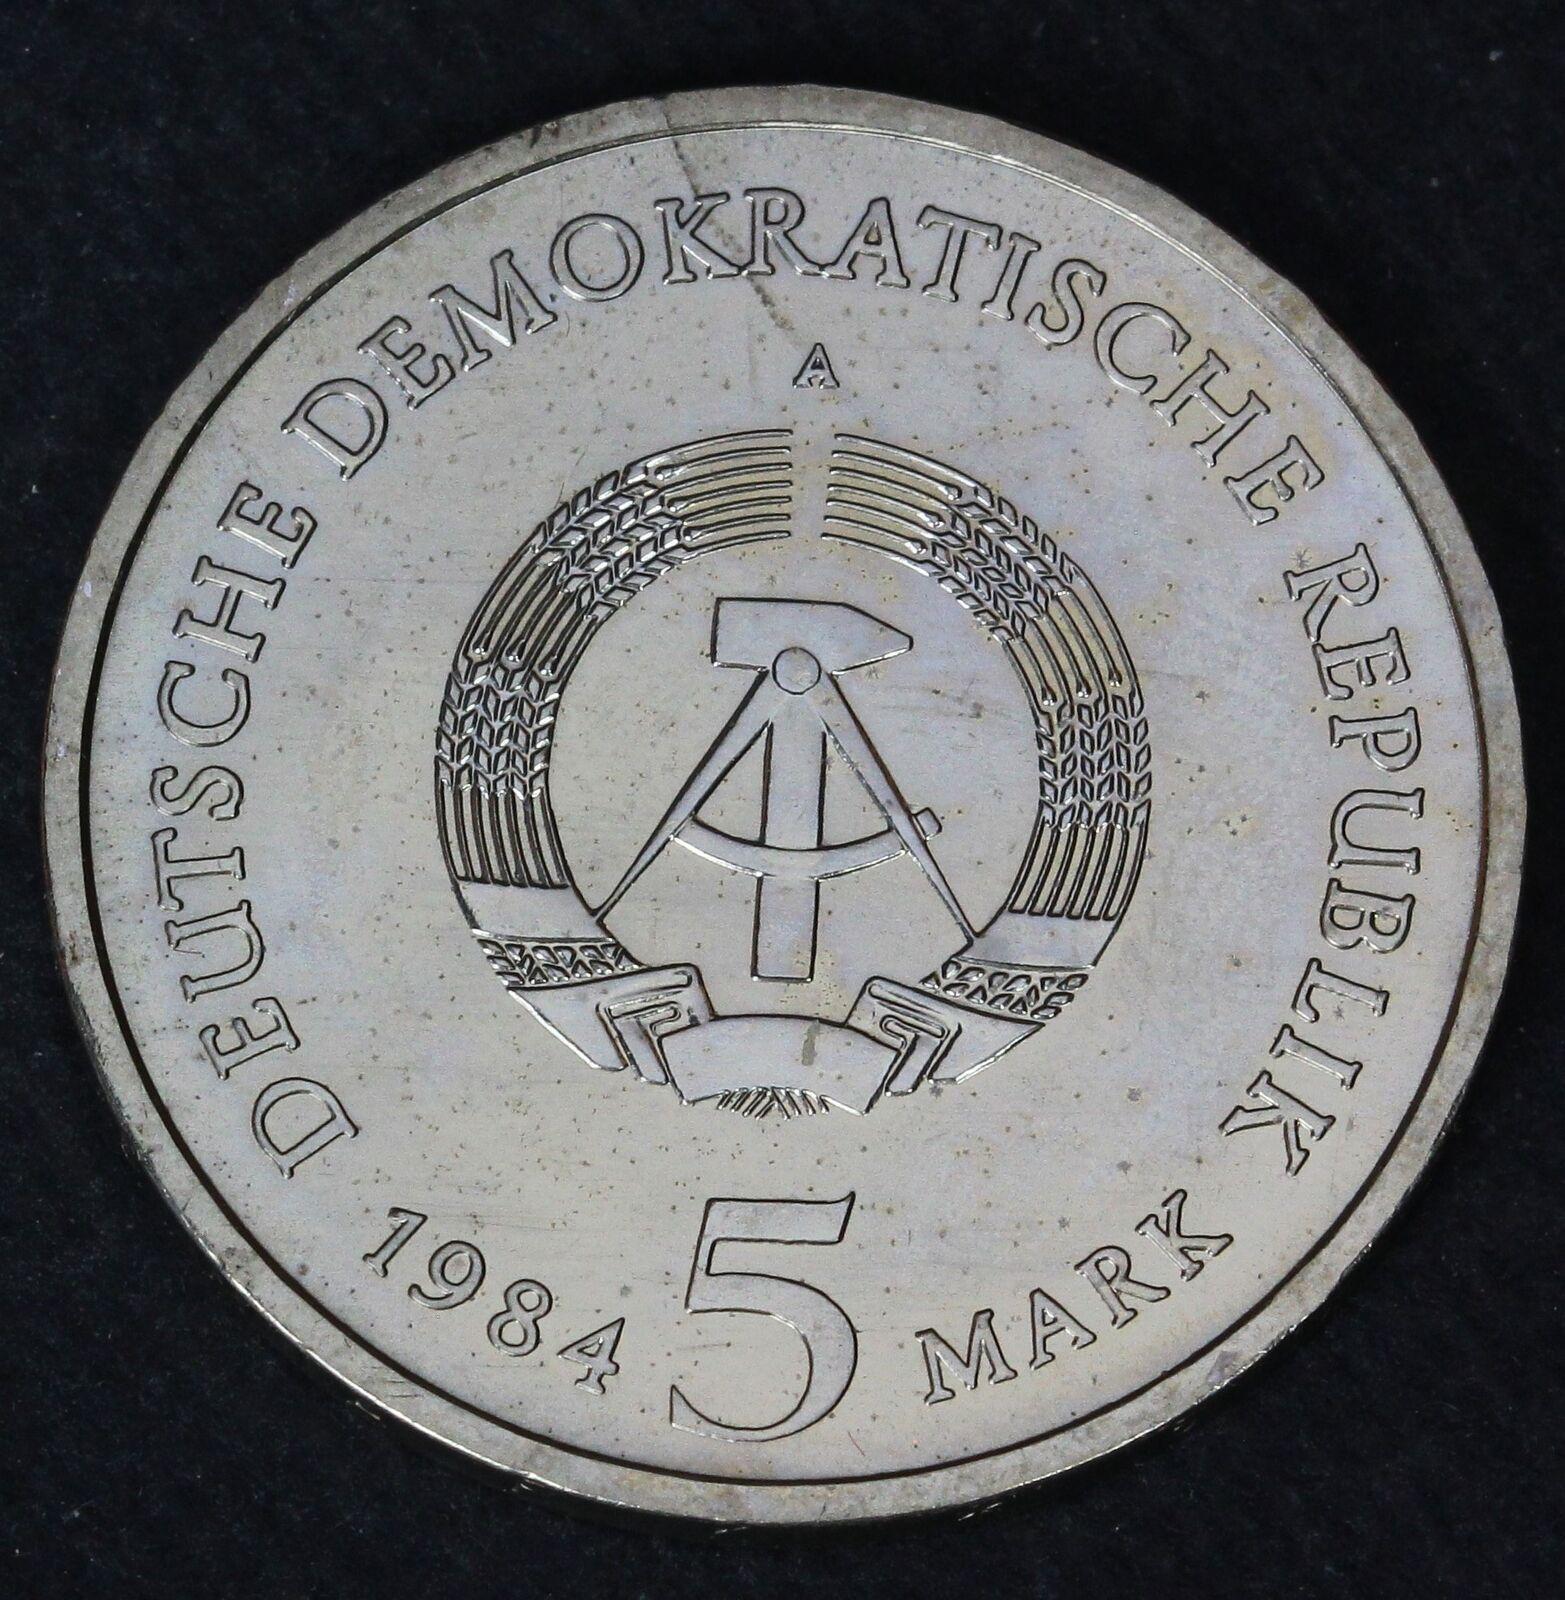 DEUTSCHE DEMOKRATISCHE REPUBLIK
A
1984 5 MARK